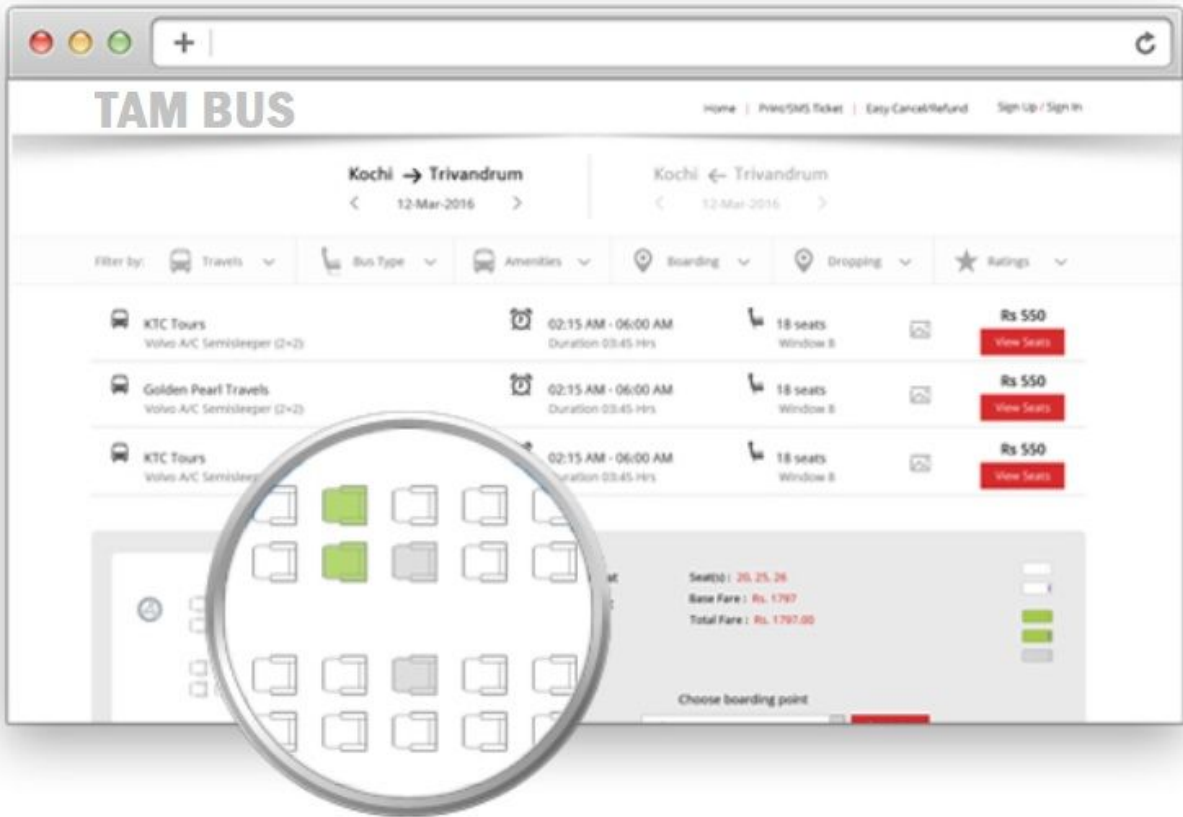 TAM BUS
Home | Print/SMS Ticket | Easy Cancel/Refund Sign Up / Sign In
Kochi → Trivandrum Kochi ← Trivandrum
< 12-Mar-2016 > < 12-Mar-2016 >
Filter by: Travels Bus Type Amenities Boarding Dropping Ratings
KTC Tours 02:15 AM - 06:00 AM 18 seats Rs 550
Volvo A/C Semisleeper (2+2) Duration 03:45 Hrs Window 8 View Seats
Golden Pearl Travels 02:15 AM - 06:00 AM 18 seats Rs 550
Volvo A/C Semisleeper (2+2) Duration 03:45 Hrs Window 8 View Seats
KTC Tours 02:15 AM - 06:00 AM 18 seats Rs 550
Volvo A/C Semisleeper Duration 03:45 Hrs Window 8 View Seats
at Seat(s) : 20, 25, 26
Base Fare : Rs. 1797
Total Fare : Rs. 1797.00
Choose boarding point